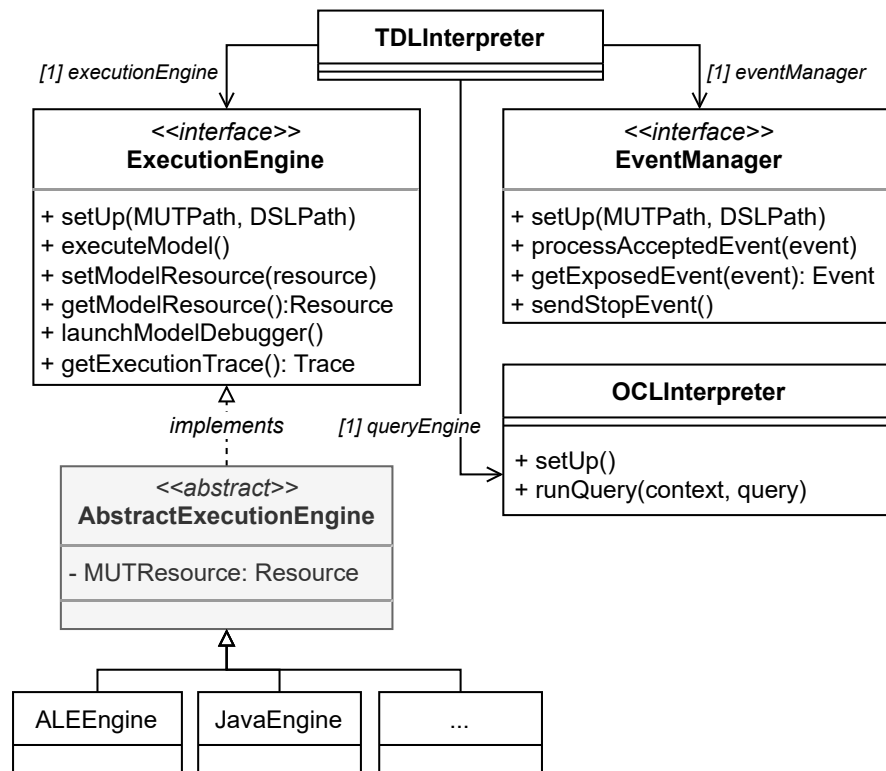 TDLInterpreter
[1] executionEngine
[1] eventManager
<<interface>>
ExecutionEngine
+ setUp(MUTPath, DSLPath)
+ executeModel()
+ setModelResource(resource)
+ getModelResource():Resource
+ launchModelDebugger()
+ getExecutionTrace(): Trace
<<interface>>
EventManager
+ setUp(MUTPath, DSLPath)
+ processAcceptedEvent(event)
+ getExposedEvent(event): Event
+ sendStopEvent()
implements
[1] queryEngine
OCLInterpreter
+ setUp()
+ runQuery(context, query)
<<abstract>>
AbstractExecutionEngine
- MUTResource: Resource
ALEEngine
JavaEngine
...